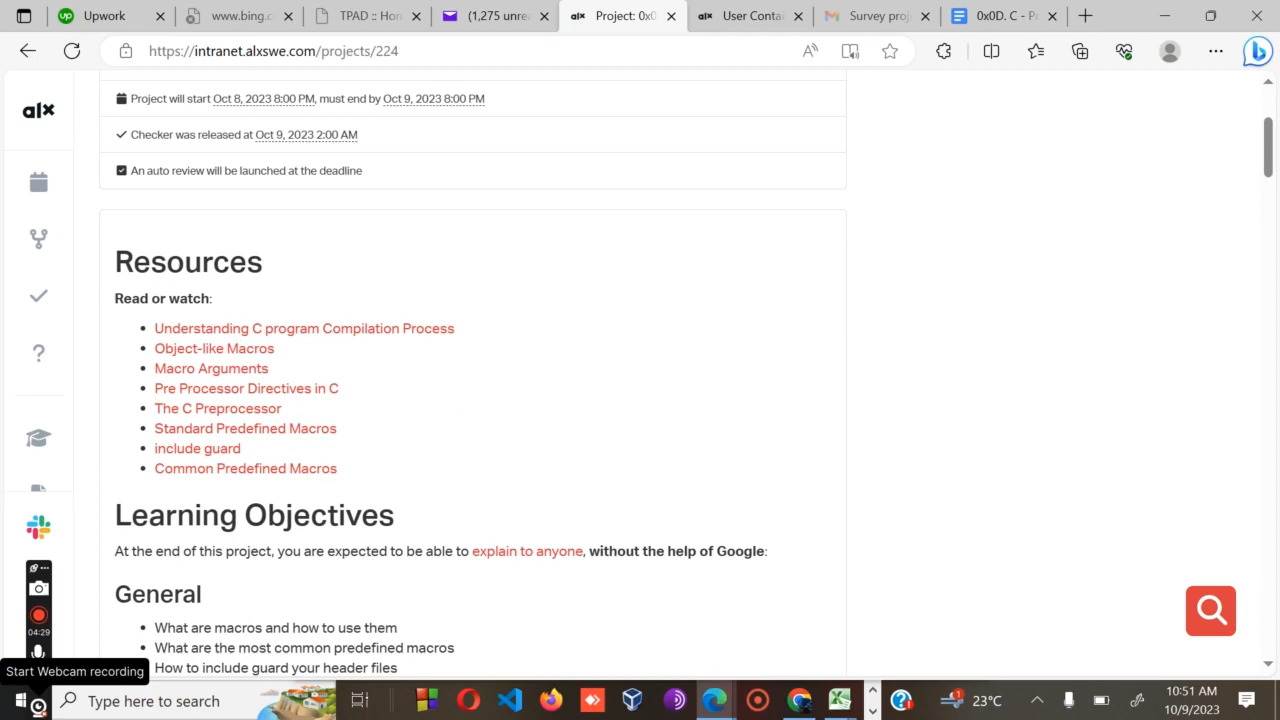 Upwork
www.bing.c
TPAD :: Hor
(1,275 unre
alx
Project: 0x0
alx
User Contai
Survey proj
0x0D. C - Pr
https://intranet.alxswe.com/projects/224
alx
Project will start Oct 8, 2023 8:00 PM, must end by Oct 9, 2023 8:00 PM
Checker was released at Oct 9, 2023 2:00 AM
An auto review will be launched at the deadline
Resources
Read or watch:
Understanding C program Compilation Process
Object-like Macros
Macro Arguments
Pre Processor Directives in C
The C Preprocessor
Standard Predefined Macros
include guard
Common Predefined Macros
Learning Objectives
At the end of this project, you are expected to be able to explain to anyone, without the help of Google:
General
What are macros and how to use them
What are the most common predefined macros
How to include guard your header files
04:29
Start Webcam recording
Type here to search
1
23°C
10:51 AM
10/9/2023